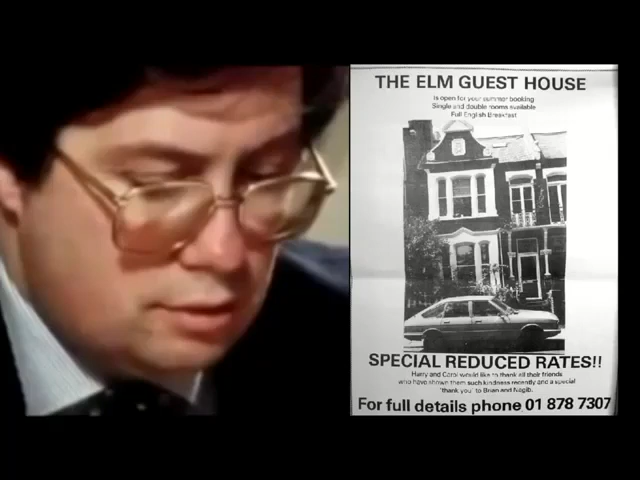 THE ELM GUEST HOUSE
is open for your summer booking
Single and double rooms available
Full English Breakfast
SPECIAL REDUCED RATES!!
Harry and Carol would like to thank all their friends
who have shown them such kindness recently and a special
'thank you' to Brian and Nagib.
For full details phone 01 878 7307